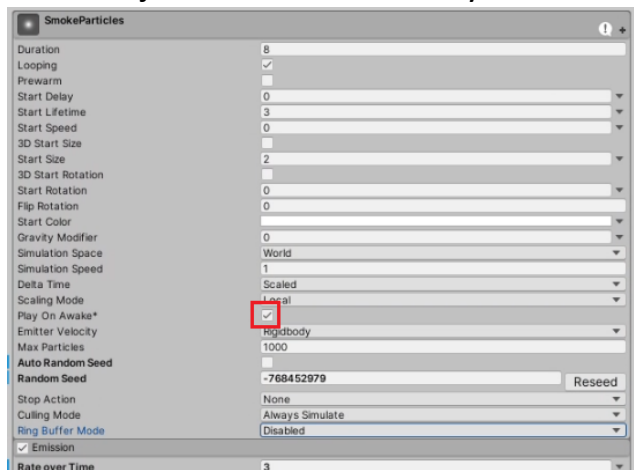 SmokeParticles
Duration 8
Looping
Prewarm
Start Delay 0
Start Lifetime 3
Start Speed 0
3D Start Size
Start Size 2
3D Start Rotation
Start Rotation 0
Flip Rotation 0
Start Color
Gravity Modifier 0
Simulation Space World
Simulation Speed 1
Delta Time Scaled
Scaling Mode Local
Play On Awake*
Emitter Velocity Rigidbody
Max Particles 1000
Auto Random Seed
Random Seed -768452979 Reseed
Stop Action None
Culling Mode Always Simulate
Ring Buffer Mode Disabled
Emission
Rate over Time 3